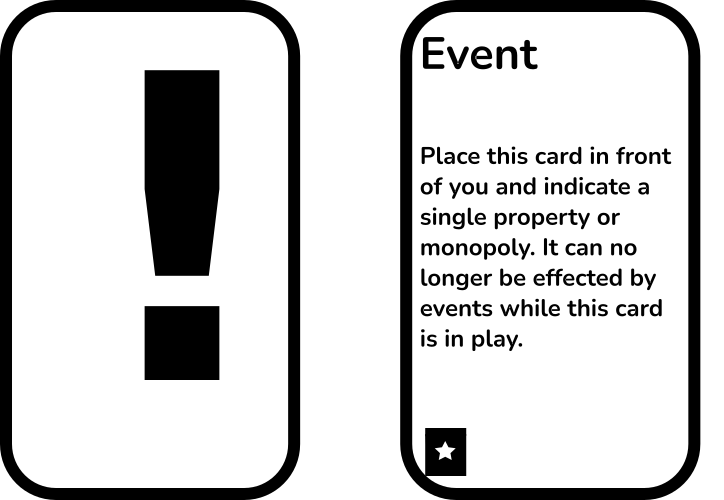 !
Event
Place this card in front
of you and indicate a
single property or
monopoly. It can no
longer be effected by
events while this card
is in play.